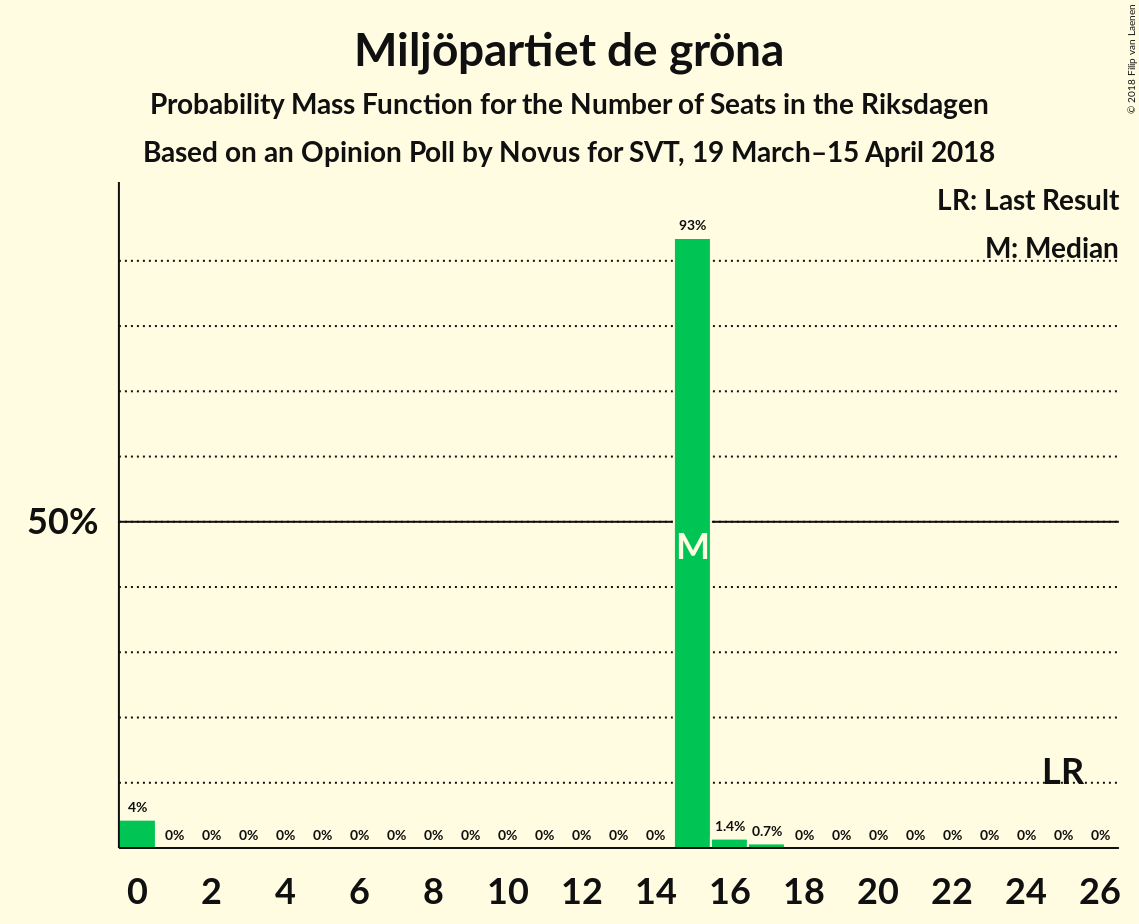 Miljöpartiet de gröna
Probability Mass Function for the Number of Seats in the Riksdagen
Based on an Opinion Poll by Novus for SVT, 19 March–15 April 2018
© 2018 Filip van Laenen
LR: Last Result
M: Median
93%
50%
M
LR
4% 0% 0% 0% 0% 0% 0% 0% 0% 0% 0% 0% 0% 0% 0% 1.4% 0.7% 0% 0% 0% 0% 0% 0% 0% 0% 0%
0 2 4 6 8 10 12 14 16 18 20 22 24 26